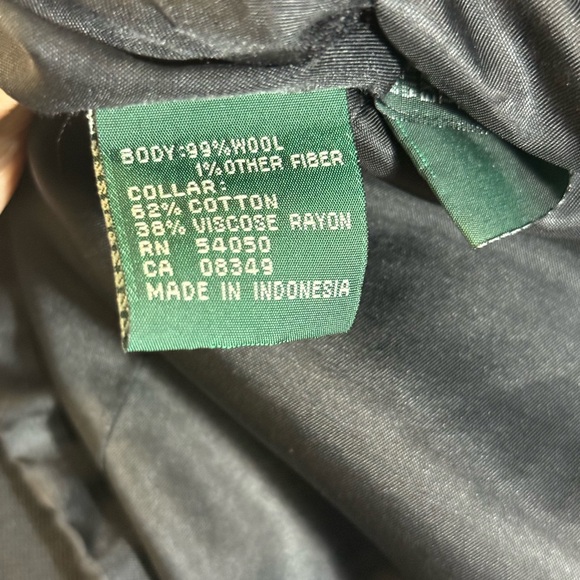 BODY:99%WOOL
1%OTHER FIBER
COLLAR:
62% COTTON
38% VISCOSE RAYON
RN 54050
CA 08349
MADE IN INDONESIA